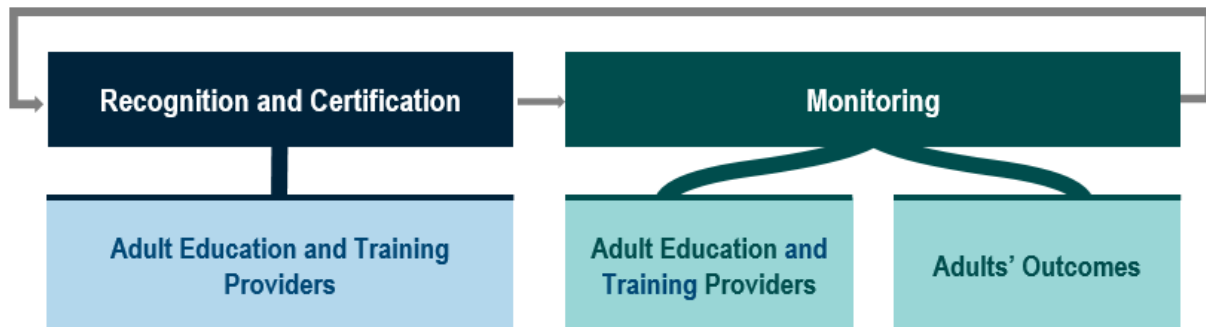 Recognition and Certification
Monitoring
Adult Education and Training
Providers
Adult Education and
Training Providers
Adults’ Outcomes